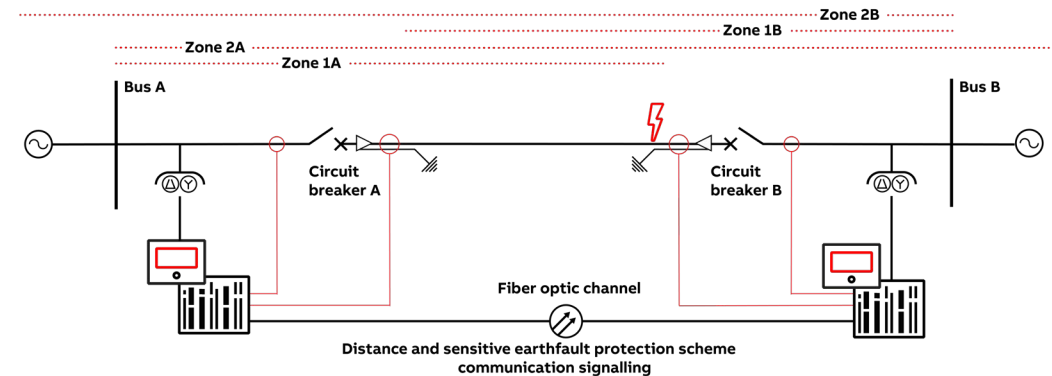 Zone 2B
Zone 1B
Zone 2A
Zone 1A
Bus A
Bus B
Circuit
breaker A
Circuit
breaker B
Fiber optic channel
Distance and sensitive earthfault protection scheme
communication signalling